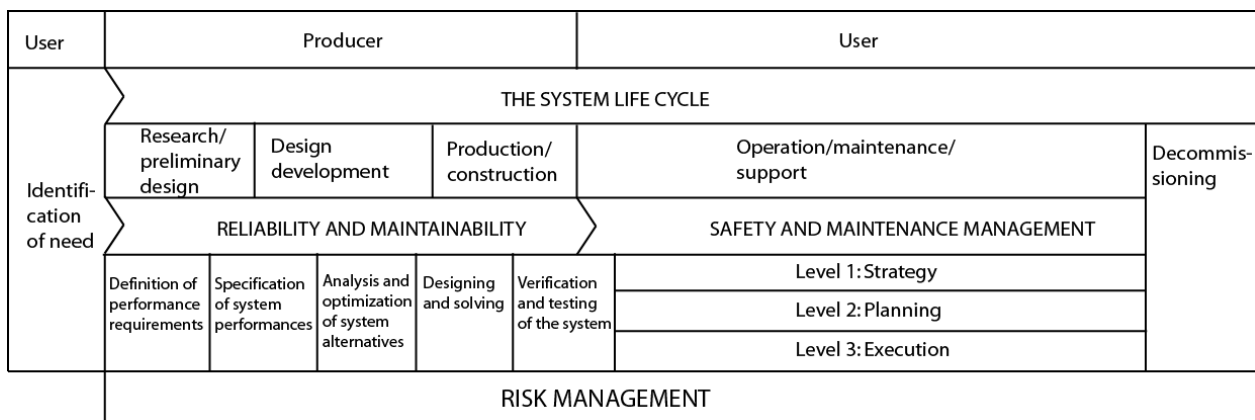 User
Producer
User
THE SYSTEM LIFE CYCLE
Identifi-
cation
of need
Research/
preliminary
design
Design
development
Production/
construction
Operation/maintenance/
support
Decommis-
sioning
RELIABILITY AND MAINTAINABILITY
SAFETY AND MAINTENANCE MANAGEMENT
Definition of
performance
requirements
Specification
of system
performances
Analysis and
optimization
of system
alternatives
Designing
and solving
Verification
and testing
of the system
Level 1: Strategy
Level 2: Planning
Level 3: Execution
RISK MANAGEMENT